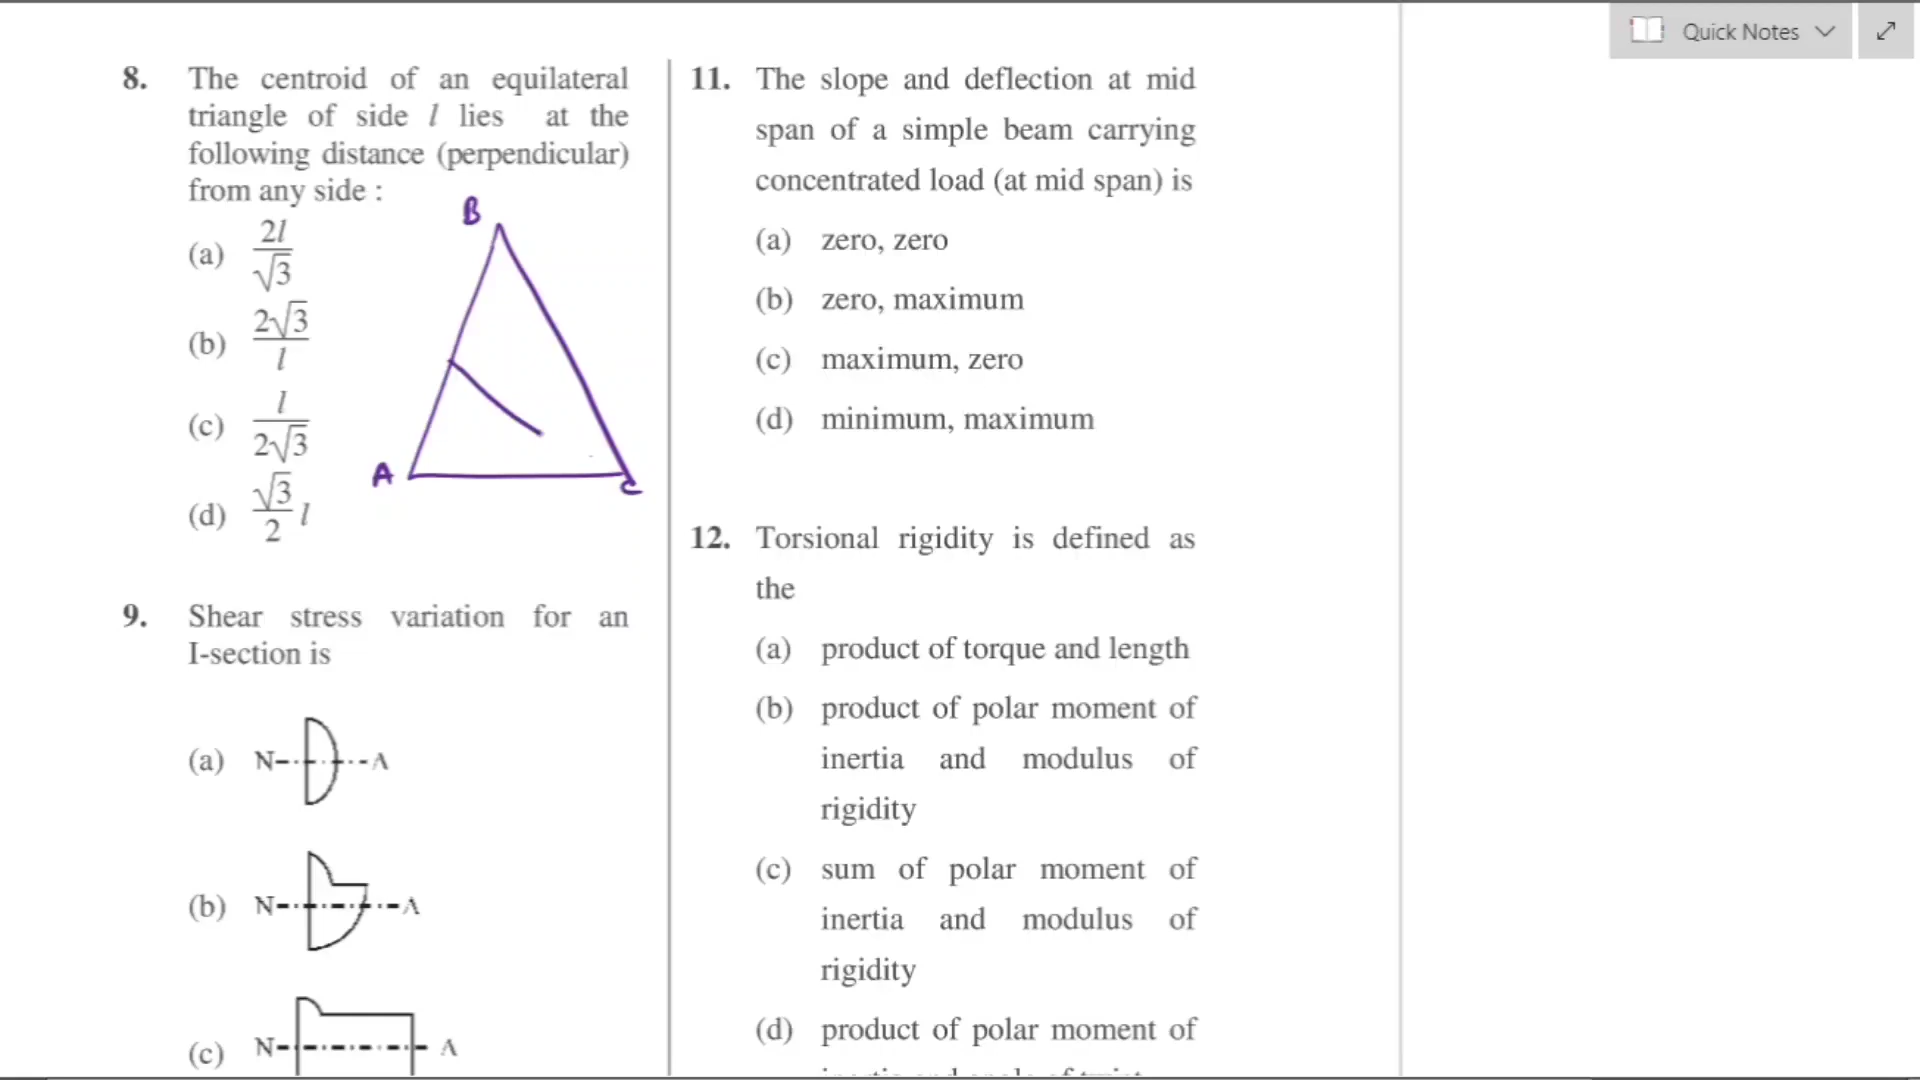 Quick Notes
8. The centroid of an equilateral
triangle of side l lies at the
following distance (perpendicular)
from any side :
(a) 2l/√3
(b) 2√3/l
(c) l/2√3
(d) √3/2 l
B
A
C
9. Shear stress variation for an
I-section is
(a) N A
(b) N A
(c) N A
11. The slope and deflection at mid
span of a simple beam carrying
concentrated load (at mid span) is
(a) zero, zero
(b) zero, maximum
(c) maximum, zero
(d) minimum, maximum
12. Torsional rigidity is defined as
the
(a) product of torque and length
(b) product of polar moment of
inertia and modulus of
rigidity
(c) sum of polar moment of
inertia and modulus of
rigidity
(d) product of polar moment of